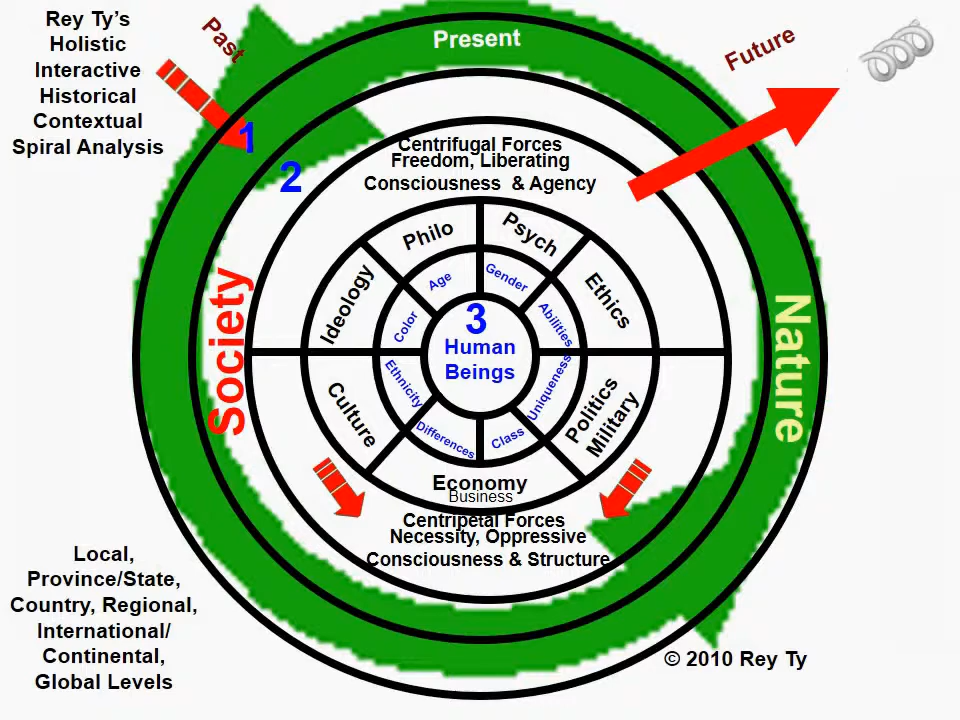 Rey Ty's
Holistic
Interactive
Historical
Contextual
Spiral Analysis
Past
Present
Future
1
2
Centrifugal Forces
Freedom, Liberating
Consciousness & Agency
Philo
Psych
Ideology
Ethics
Age
Gender
Color
Abilities
3
Human
Beings
Society
Nature
Ethnicity
Uniqueness
Culture
Politics
Military
Differences
Class
Economy
Business
Centripetal Forces
Necessity, Oppressive
Consciousness & Structure
Local,
Province/State,
Country, Regional,
International/
Continental,
Global Levels
© 2010 Rey Ty